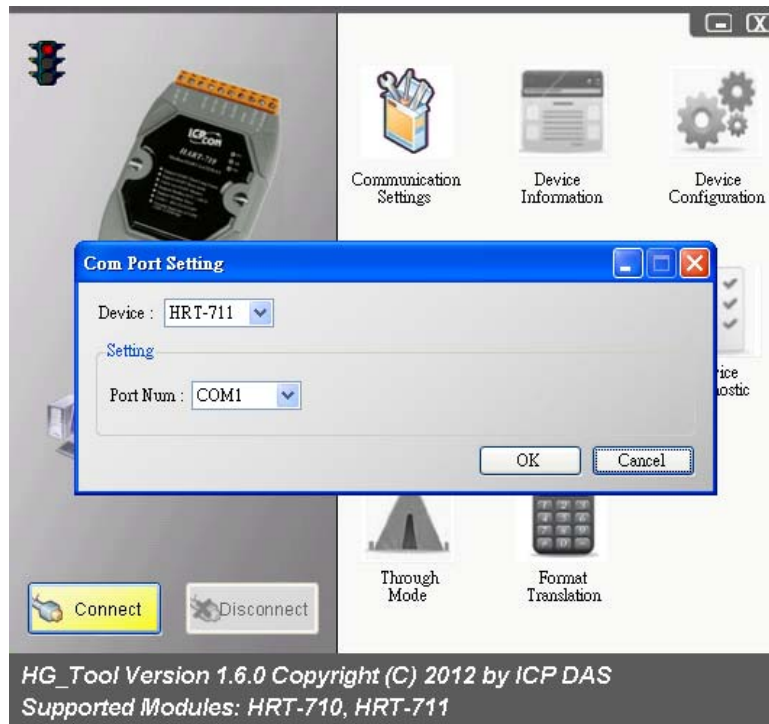 ICPCON
HART-710
Communication
Settings
Device
Information
Device
Configuration
Com Port Setting
Device : HRT-711
Setting
Port Num : COM1
OK
Cancel
Through
Mode
Format
Translation
Connect
Disconnect
HG_Tool Version 1.6.0 Copyright (C) 2012 by ICP DAS
Supported Modules: HRT-710, HRT-711